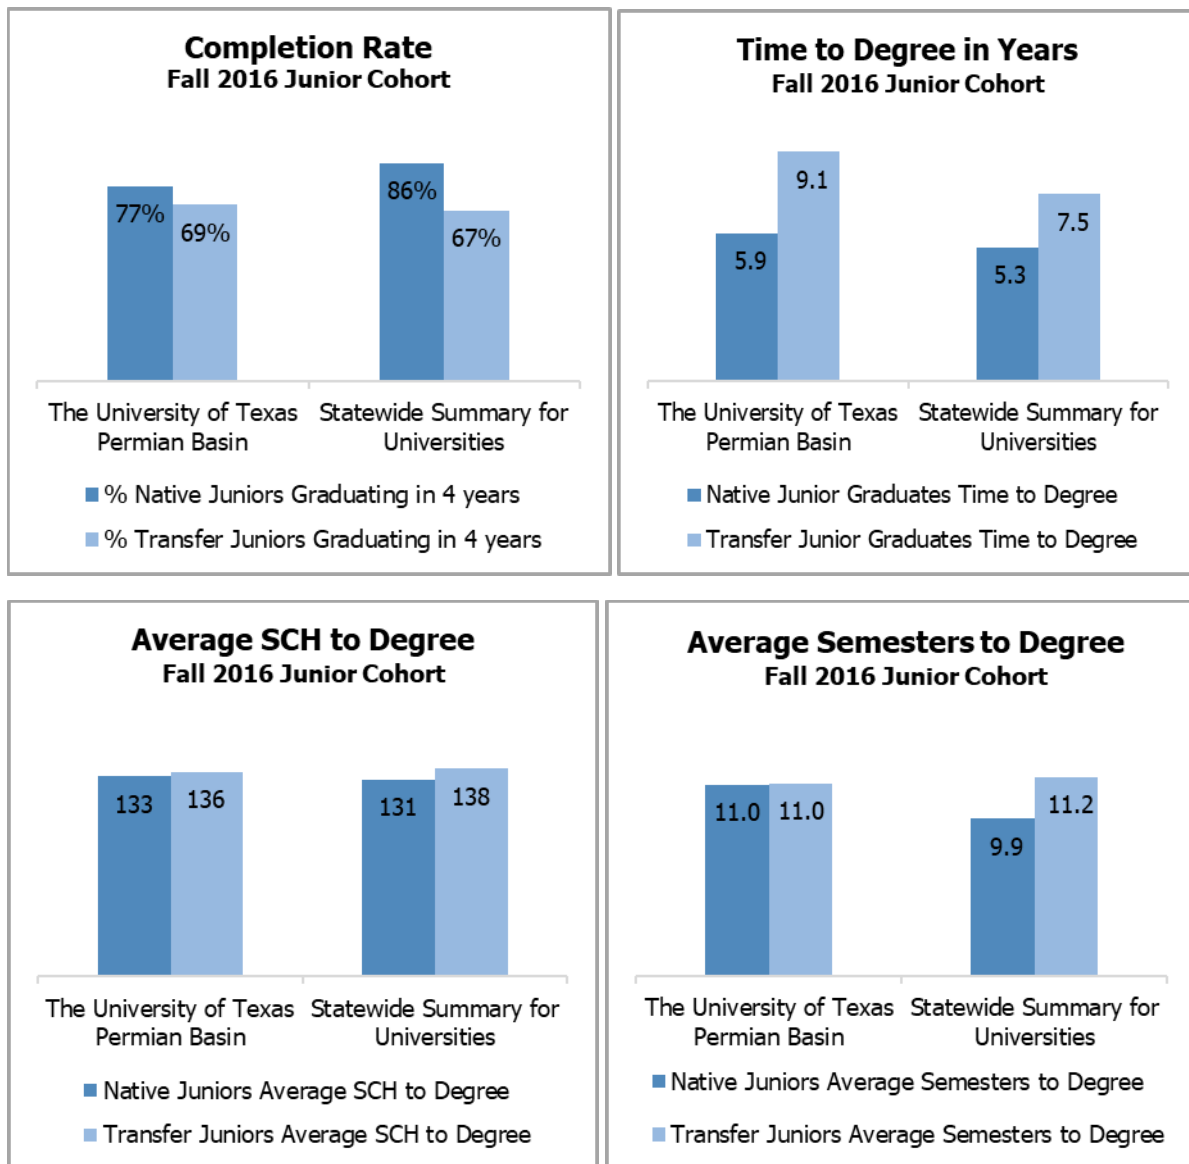 Completion Rate
Fall 2016 Junior Cohort
77%
69%
86%
67%
The University of Texas
Permian Basin
Statewide Summary for
Universities
% Native Juniors Graduating in 4 years
% Transfer Juniors Graduating in 4 years
Time to Degree in Years
Fall 2016 Junior Cohort
5.9
9.1
5.3
7.5
The University of Texas
Permian Basin
Statewide Summary for
Universities
Native Junior Graduates Time to Degree
Transfer Junior Graduates Time to Degree
Average SCH to Degree
Fall 2016 Junior Cohort
133
136
131
138
The University of Texas
Permian Basin
Statewide Summary for
Universities
Native Juniors Average SCH to Degree
Transfer Juniors Average SCH to Degree
Average Semesters to Degree
Fall 2016 Junior Cohort
11.0
11.0
9.9
11.2
The University of Texas
Permian Basin
Statewide Summary for
Universities
Native Juniors Average Semesters to Degree
Transfer Juniors Average Semesters to Degree